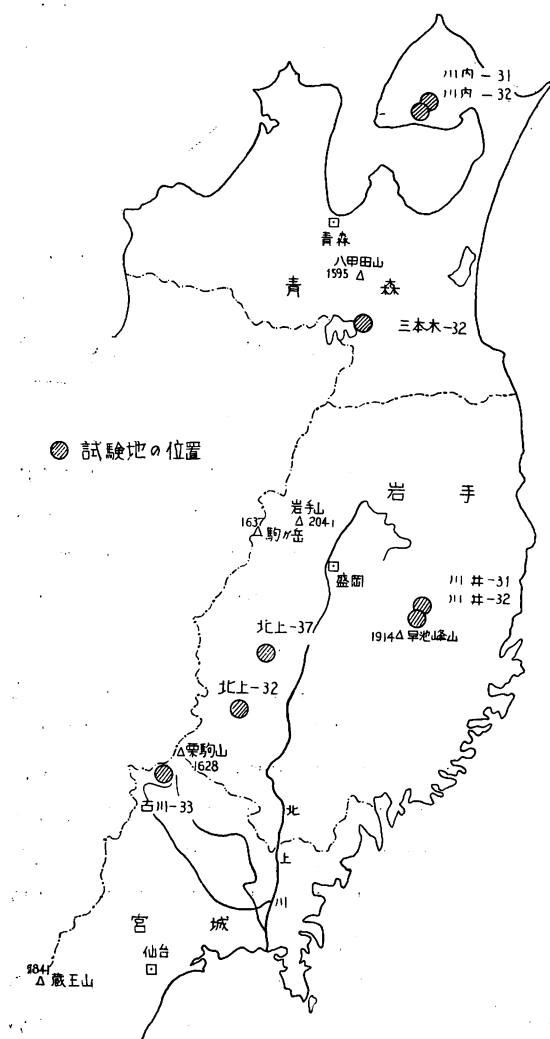 川内-31
川内-32
青森
八甲田山
1595
青森
三本木-32
試験地の位置
岩手
岩手山
2041
1637
駒ヶ岳
盛岡
川井-31
川井-32
1914 早池峰山
北上-37
北上-32
栗駒山
1628
古川-33
北上川
宮城
仙台
1841
蔵王山